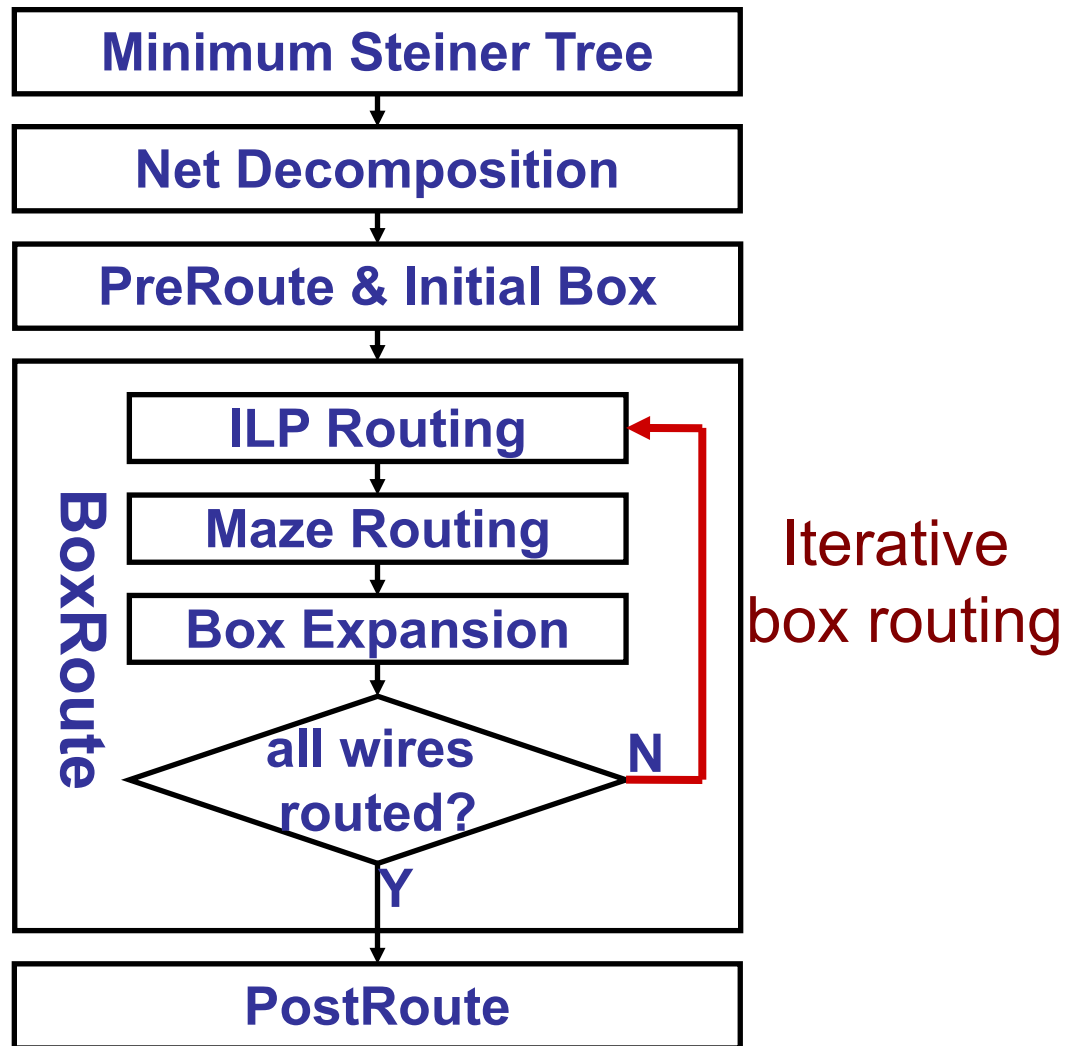 Minimum Steiner Tree
Net Decomposition
PreRoute & Initial Box
BoxRoute
ILP Routing
Maze Routing
Box Expansion
all wires
routed?
N
Y
Iterative
box routing
PostRoute